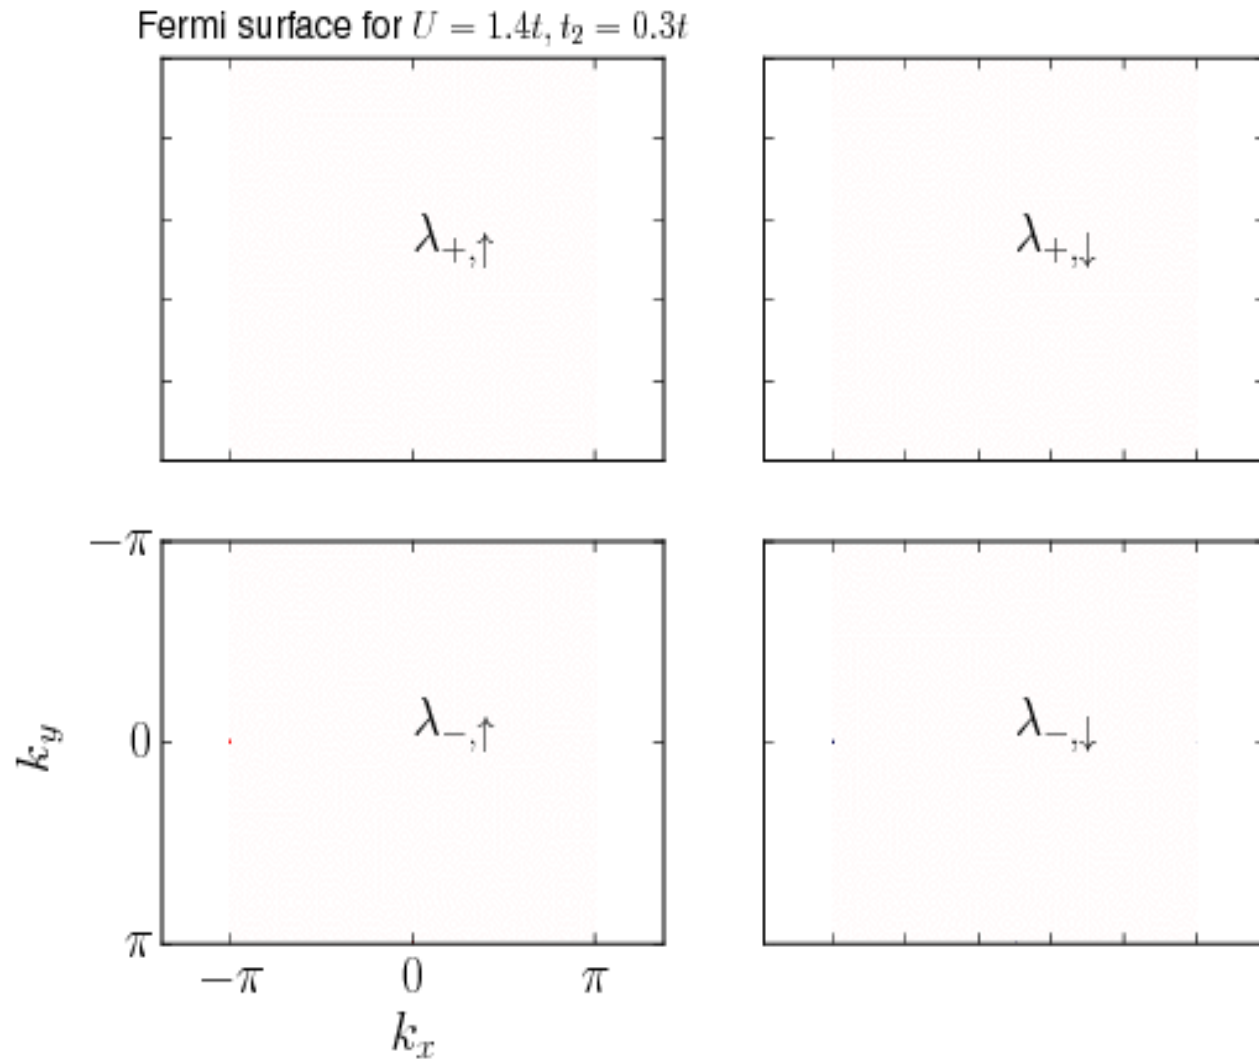 Fermi surface for U = 1.4t, t₂ = 0.3t
λ₊,↑
λ₊,↓
−π
λ₋,↑
λ₋,↓
0
k_y
π
−π 0 π
k_x